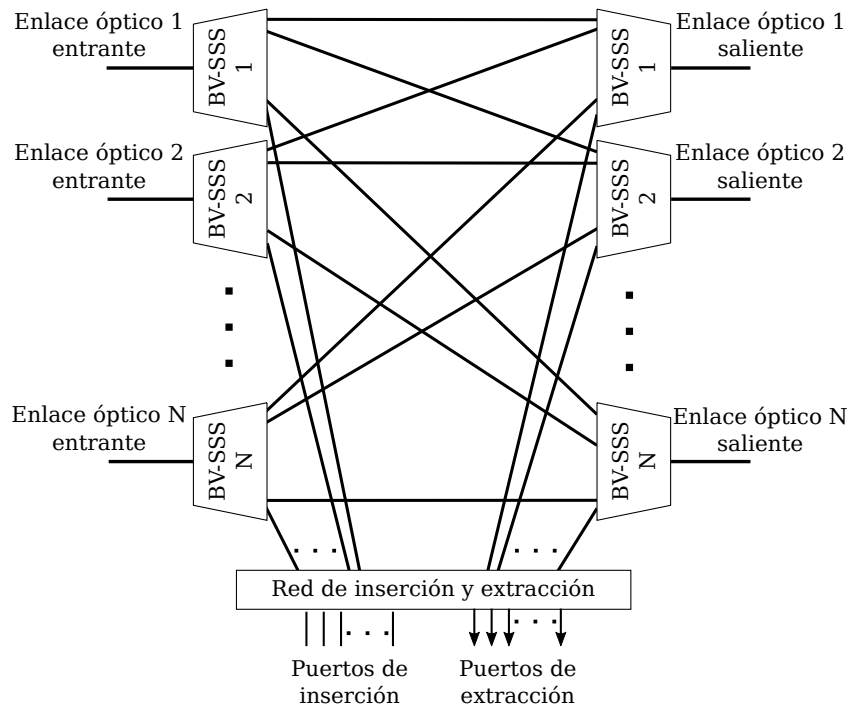 Enlace óptico 1
entrante
BV-SSS
1
BV-SSS
1
Enlace óptico 1
saliente
Enlace óptico 2
entrante
BV-SSS
2
BV-SSS
2
Enlace óptico 2
saliente
Enlace óptico N
entrante
BV-SSS
N
BV-SSS
N
Enlace óptico N
saliente
Red de inserción y extracción
Puertos de
inserción
Puertos de
extracción